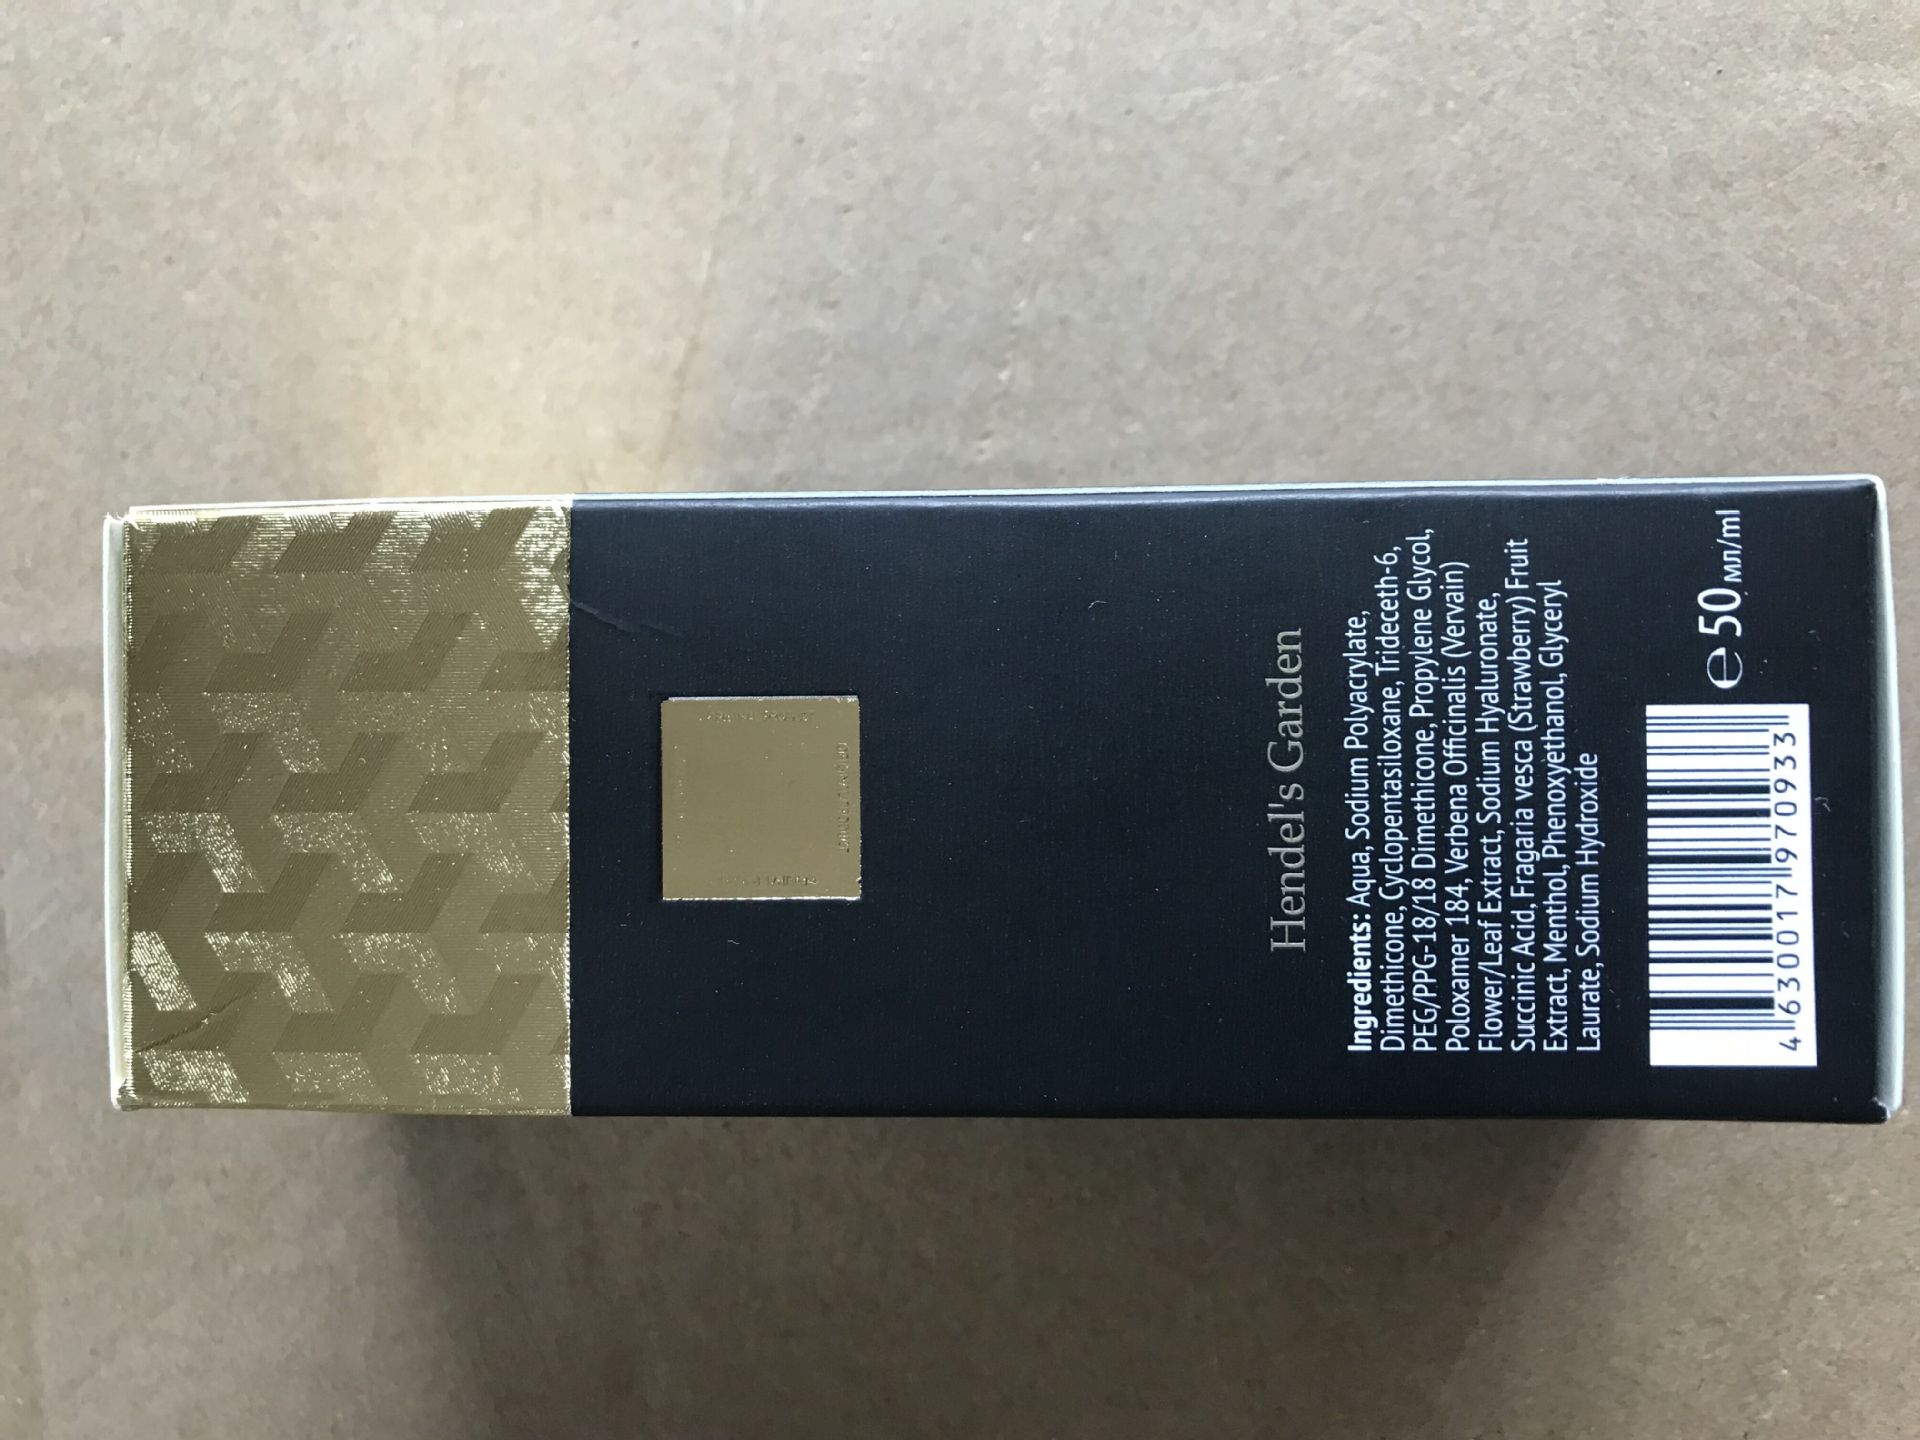 Hendel's Garden
Ingredients: Aqua, Sodium Polyacrylate,
Dimethicone, Cyclopentasiloxane, Trideceth-6,
PEG/PPG-18/18 Dimethicone, Propylene Glycol,
Poloxamer 184, Verbena Officinalis (Vervain)
Flower/Leaf Extract, Sodium Hyaluronate,
Succinic Acid, Fragaria vesca (Strawberry) Fruit
Extract, Menthol, Phenoxyethanol, Glyceryl
Laurate, Sodium Hydroxide
4 630017 970933
e 50 мл/ml